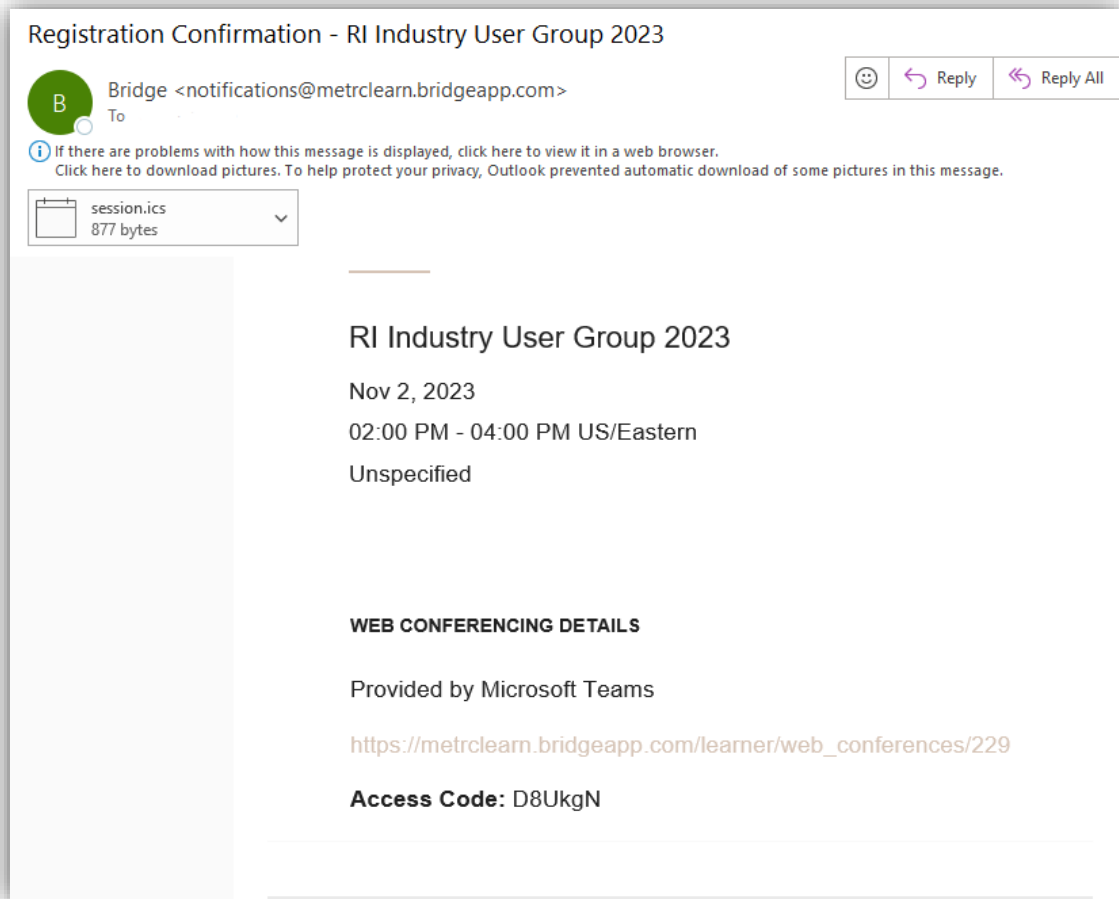 Registration Confirmation - RI Industry User Group 2023
B
Bridge <notifications@metrclearn.bridgeapp.com>
To
Reply
Reply All
If there are problems with how this message is displayed, click here to view it in a web browser.
Click here to download pictures. To help protect your privacy, Outlook prevented automatic download of some pictures in this message.
session.ics
877 bytes
RI Industry User Group 2023
Nov 2, 2023
02:00 PM - 04:00 PM US/Eastern
Unspecified
WEB CONFERENCING DETAILS
Provided by Microsoft Teams
https://metrclearn.bridgeapp.com/learner/web_conferences/229
Access Code: D8UkgN